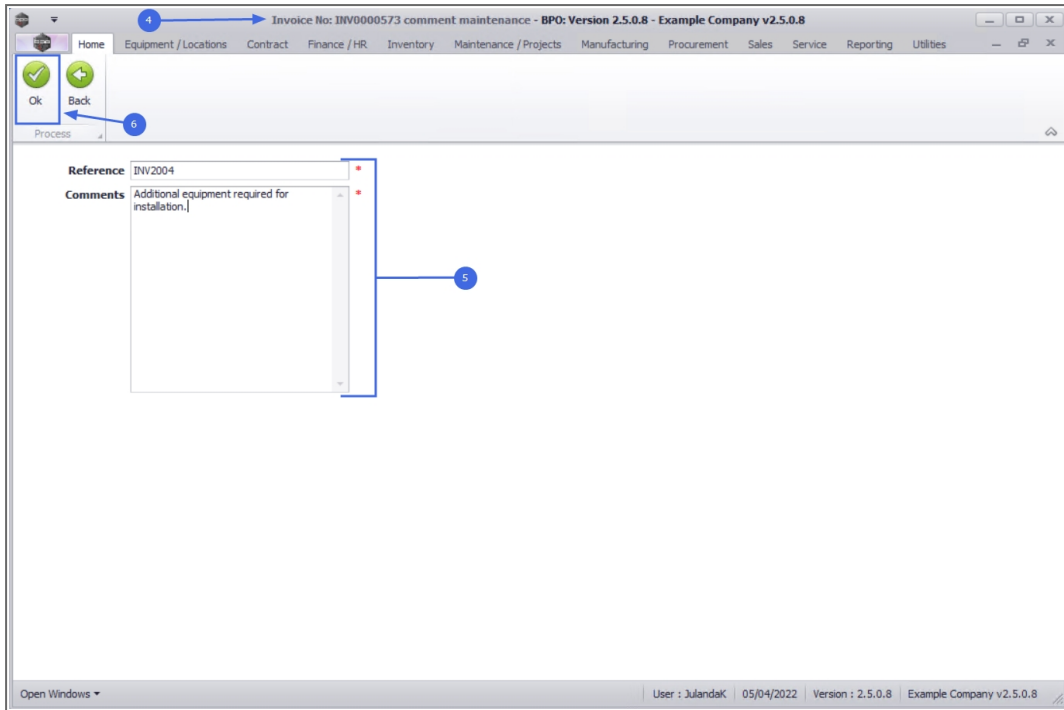 4
Invoice No: INV0000573 comment maintenance - BPO: Version 2.5.0.8 - Example Company v2.5.0.8
Home Equipment / Locations Contract Finance / HR Inventory Maintenance / Projects Manufacturing Procurement Sales Service Reporting Utilities
Ok Back
6
Process
Reference INV2004 *
Comments Additional equipment required for *
installation.
5
Open Windows User : JulandaK 05/04/2022 Version : 2.5.0.8 Example Company v2.5.0.8